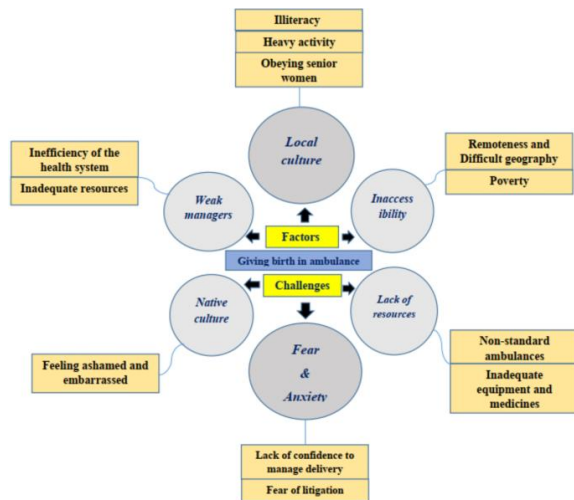 Illiteracy
Heavy activity
Obeying senior
women
Local
culture
Inefficiency of the
health system
Inadequate resources
Weak
managers
Remoteness and
Difficult geography
Poverty
Inaccess
ibility
Factors
Giving birth in ambulance
Challenges
Native
culture
Feeling ashamed and
embarrassed
Lack of
resources
Non-standard
ambulances
Inadequate
equipment and
medicines
Fear
&
Anxiety
Lack of confidence to
manage delivery
Fear of litigation